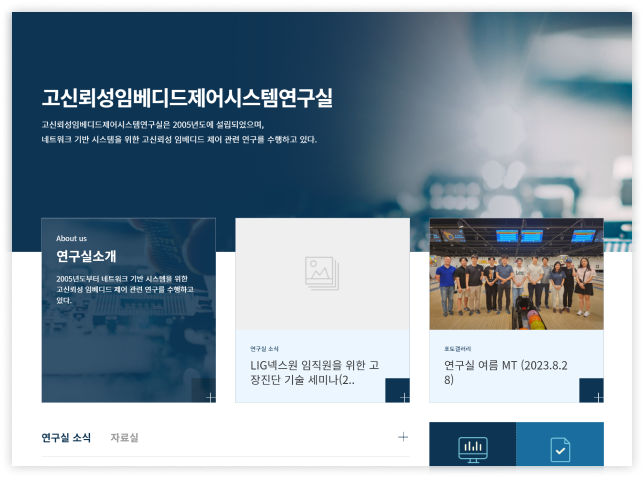 고신뢰성임베디드제어시스템연구실
고신뢰성임베디드제어시스템연구실은 2005년도에 설립되었으며,
네트워크 기반 시스템을 위한 고신뢰성 임베디드 제어 관련 연구를 수행하고 있다.
About us
연구실소개
2005년도부터 네트워크 기반 시스템을 위한
고신뢰성 임베디드 제어 관련 연구를 수행하고
있다.
연구실 소식
LIG넥스원 임직원을 위한 고
장진단 기술 세미나(2..
포토갤러리
연구실 여름 MT (2023.8.2
8)
연구실 소식
자료실